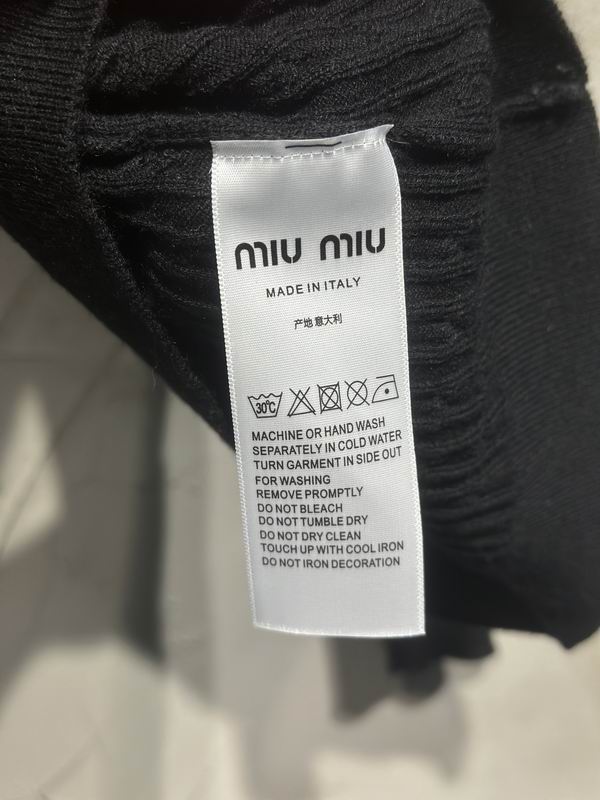 miu miu
MADE IN ITALY
产地 意大利
30℃
MACHINE OR HAND WASH
SEPARATELY IN COLD WATER
TURN GARMENT IN SIDE OUT
FOR WASHING
REMOVE PROMPTLY
DO NOT BLEACH
DO NOT TUMBLE DRY
DO NOT DRY CLEAN
TOUCH UP WITH COOL IRON
DO NOT IRON DECORATION